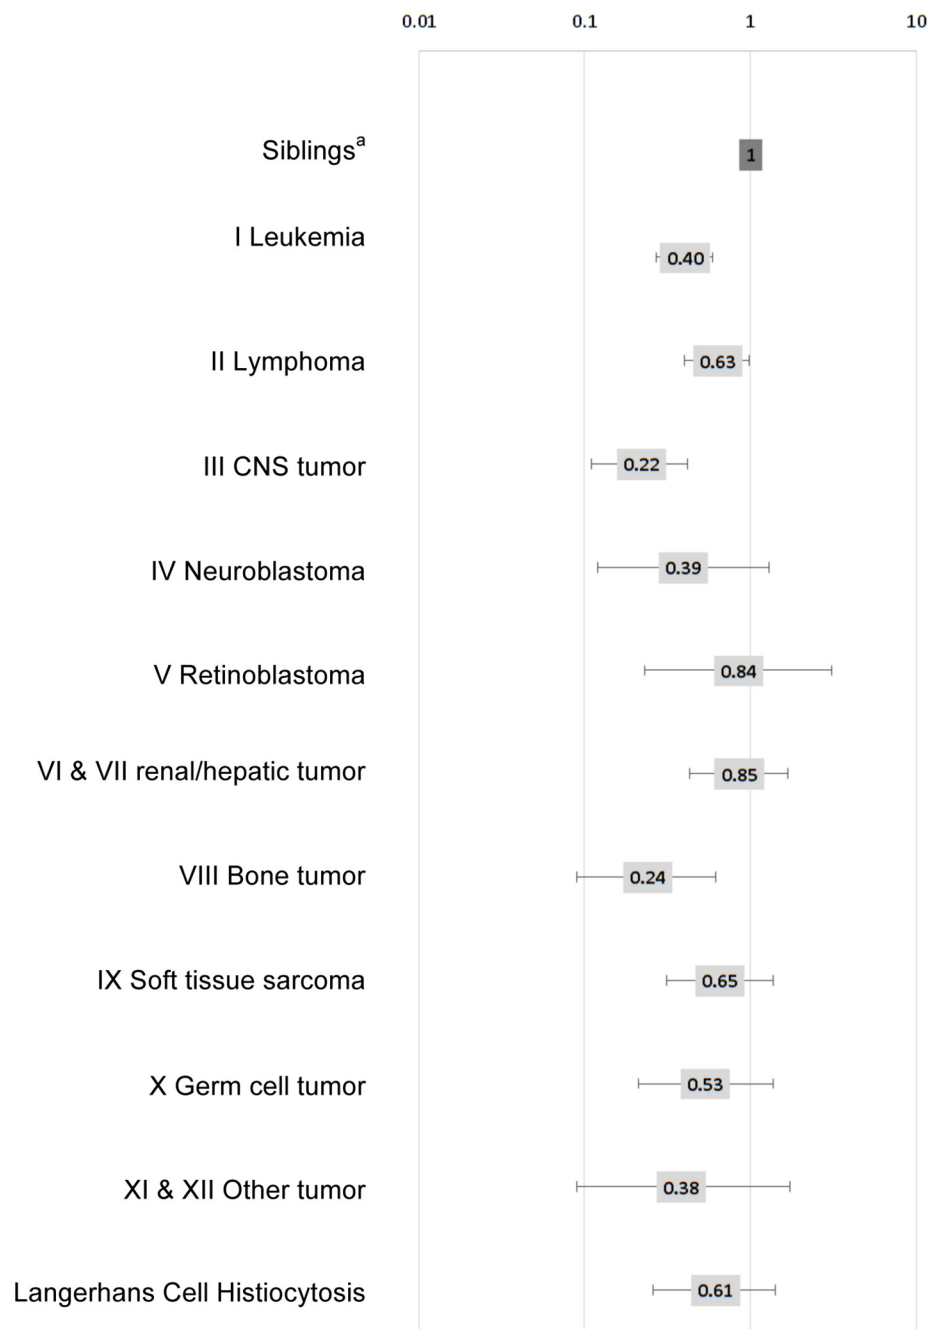 0.01 0.1 1 10
Siblingsᵃ 1
I Leukemia 0.40
II Lymphoma 0.63
III CNS tumor 0.22
IV Neuroblastoma 0.39
V Retinoblastoma 0.84
VI & VII renal/hepatic tumor 0.85
VIII Bone tumor 0.24
IX Soft tissue sarcoma 0.65
X Germ cell tumor 0.53
XI & XII Other tumor 0.38
Langerhans Cell Histiocytosis 0.61